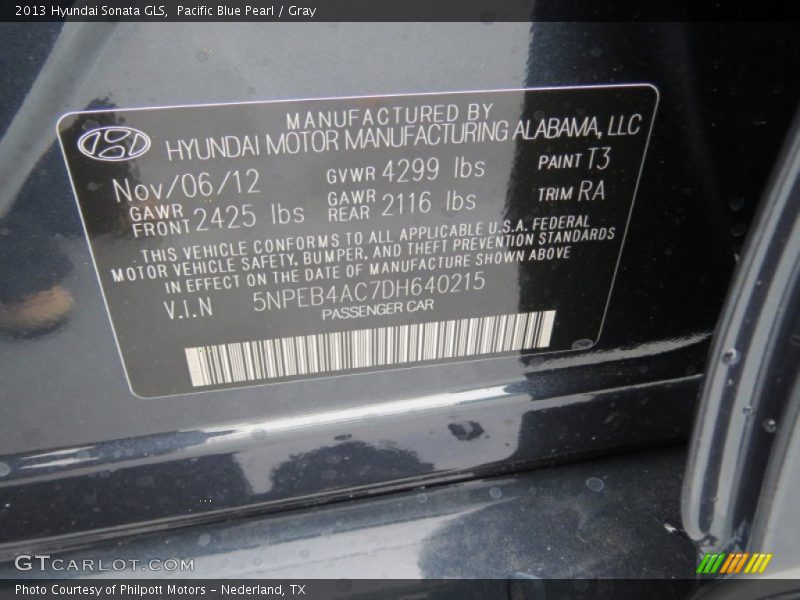 2013 Hyundai Sonata GLS, Pacific Blue Pearl / Gray
MANUFACTURED BY
HYUNDAI MOTOR MANUFACTURING ALABAMA, LLC
Nov/06/12 GVWR 4299 lbs PAINT T3
GAWR FRONT 2425 lbs GAWR REAR 2116 lbs TRIM RA
THIS VEHICLE CONFORMS TO ALL APPLICABLE U.S.A. FEDERAL
MOTOR VEHICLE SAFETY, BUMPER, AND THEFT PREVENTION STANDARDS
IN EFFECT ON THE DATE OF MANUFACTURE SHOWN ABOVE
V.I.N 5NPEB4AC7DH640215
PASSENGER CAR
GTCARLOT.COM
Photo Courtesy of Philpott Motors - Nederland, TX